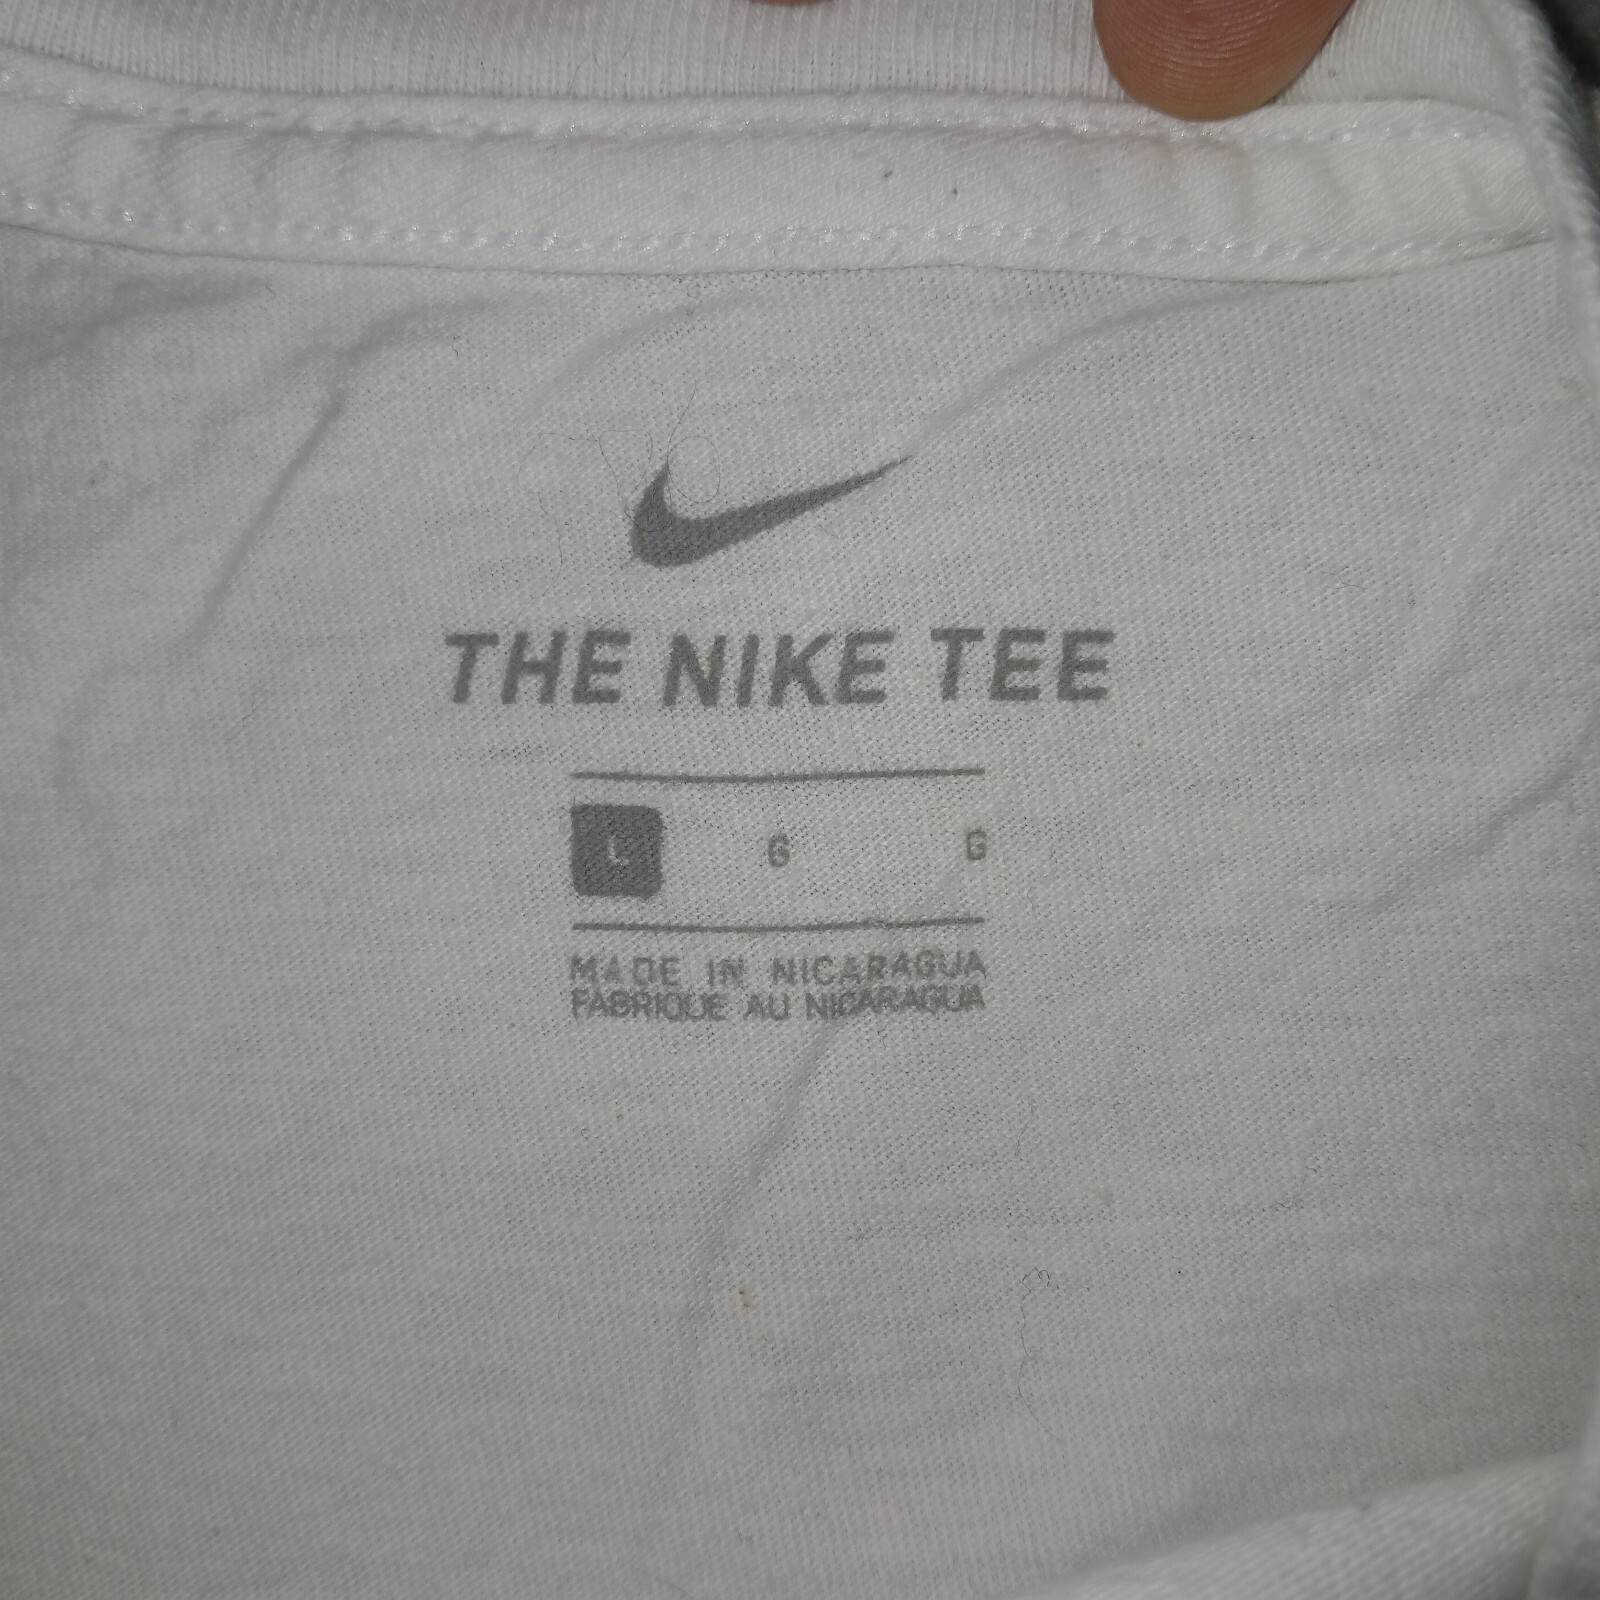 THE NIKE TEE
L G G
MADE IN NICARAGUA
FABRIQUE AU NICARAGUA